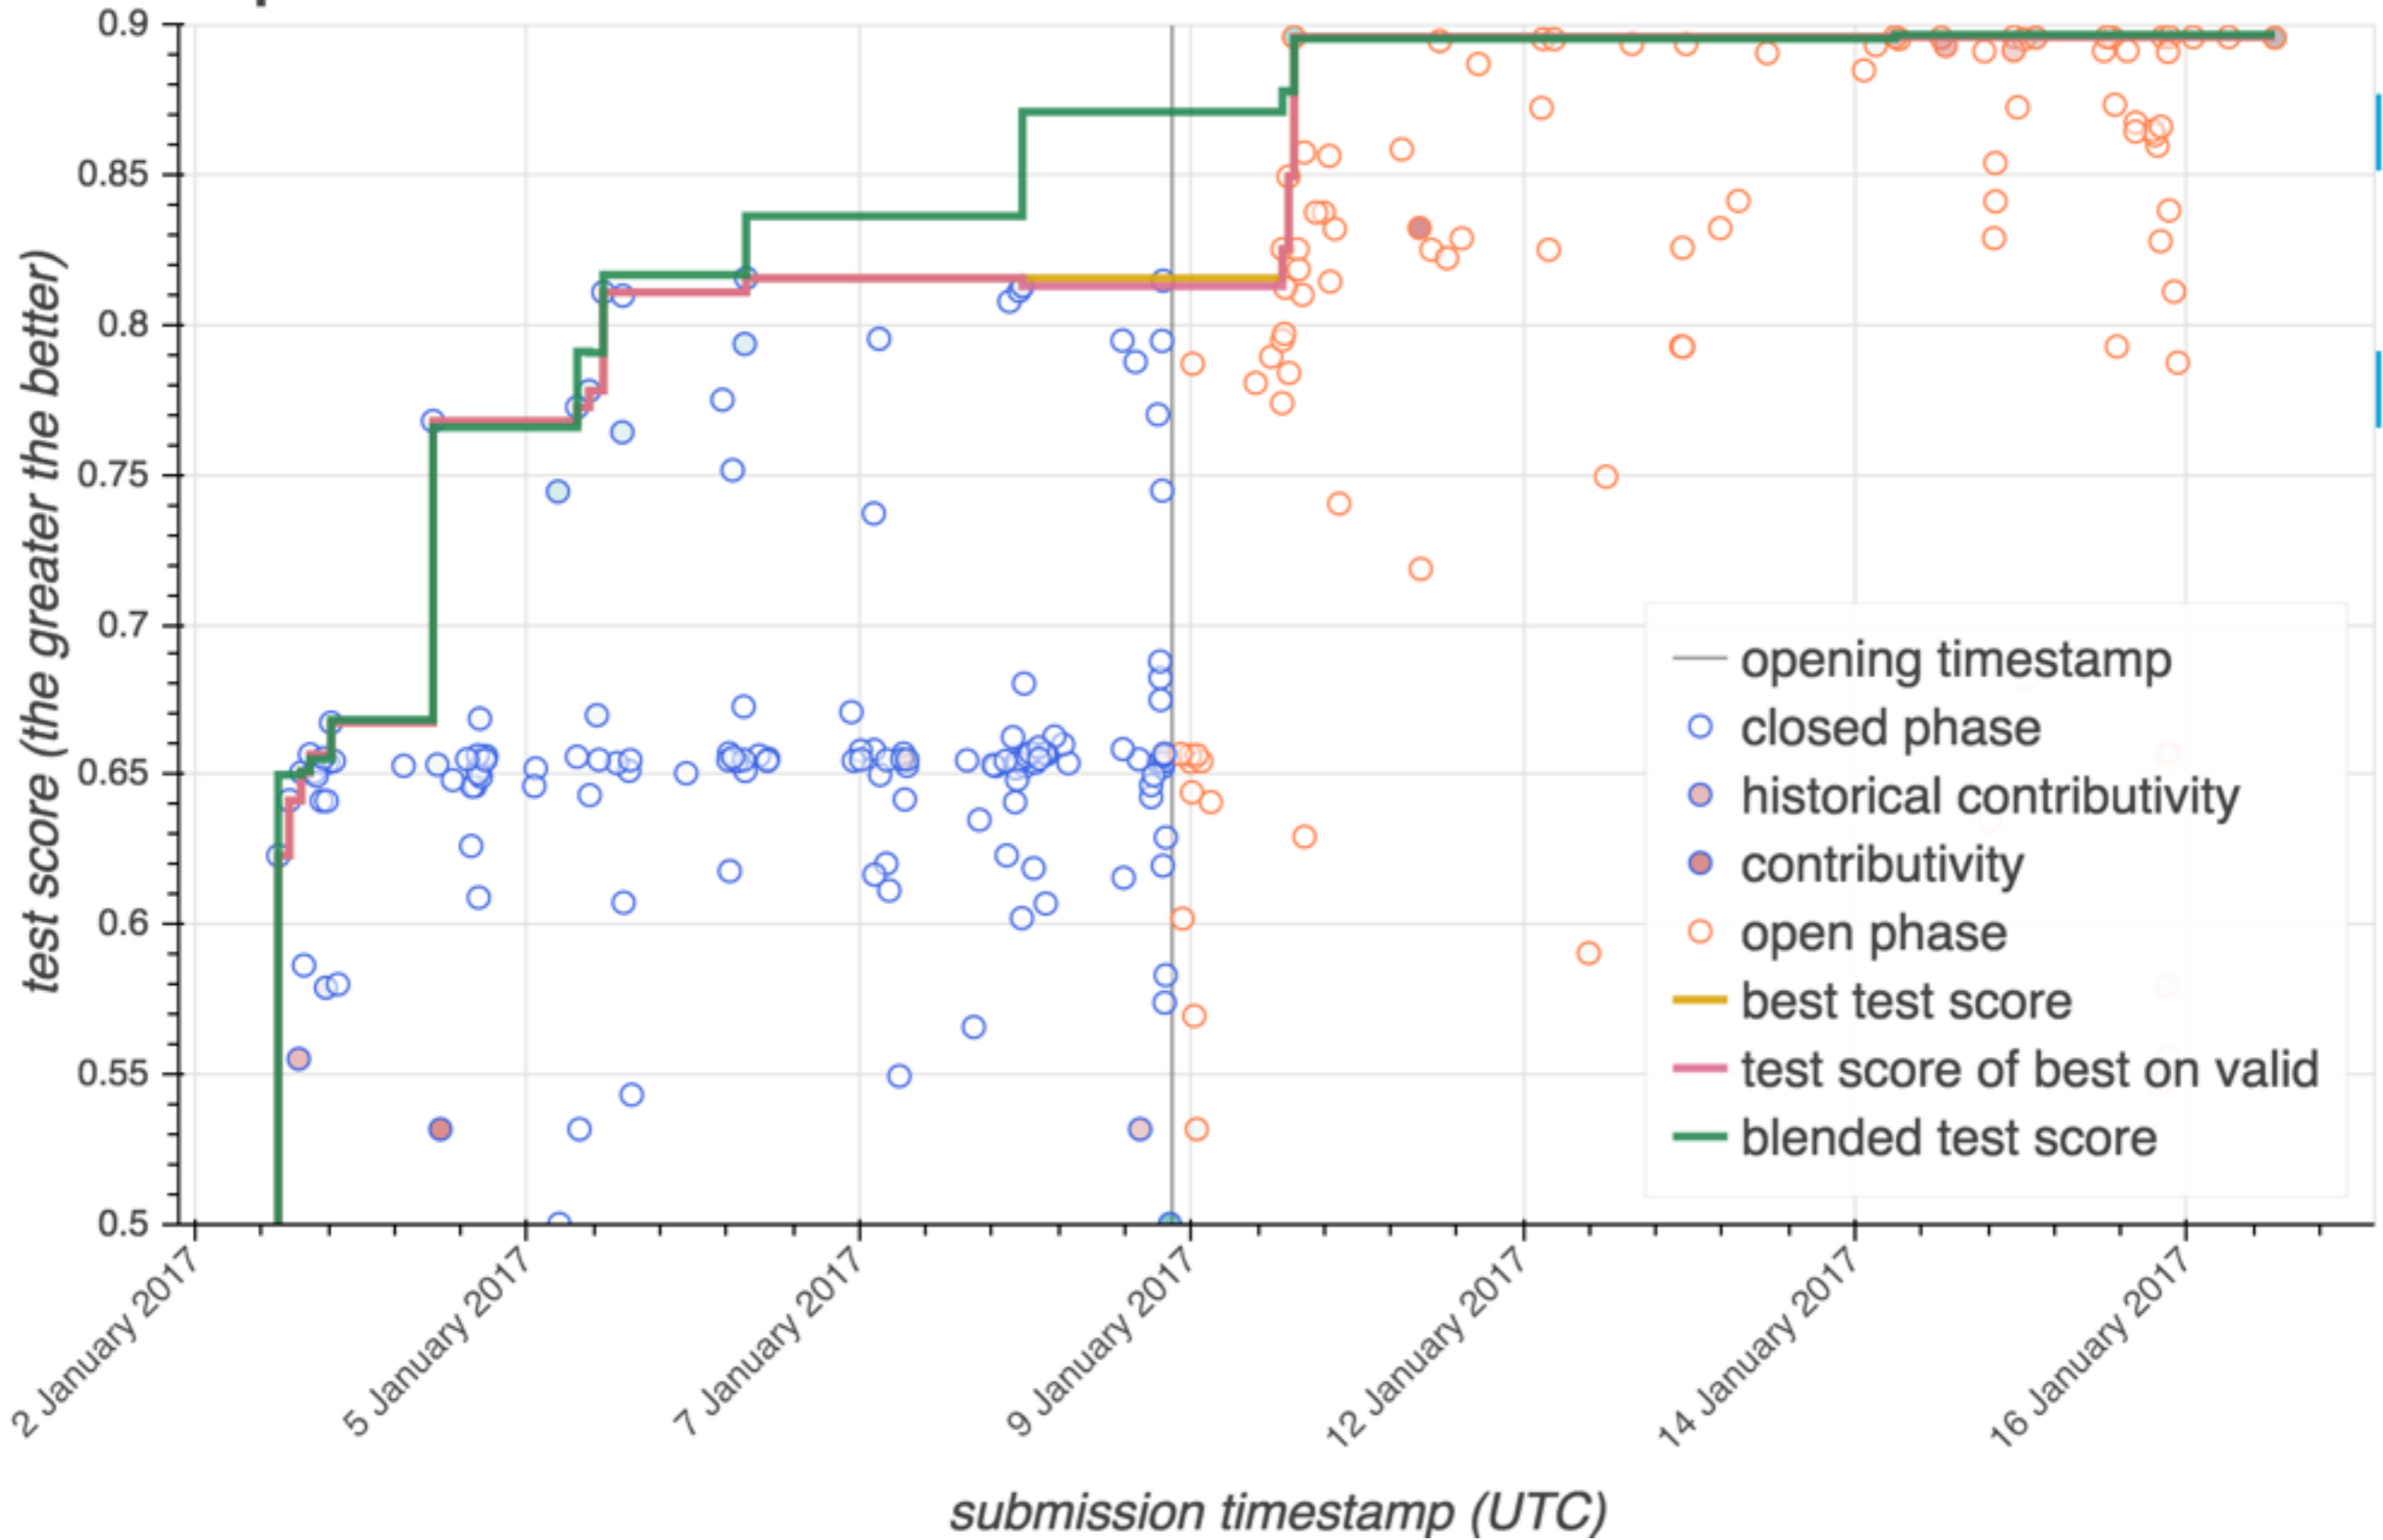 test score (the greater the better)
0.9
0.85
0.8
0.75
0.7
0.65
0.6
0.55
0.5
opening timestamp
closed phase
historical contributivity
contributivity
open phase
best test score
test score of best on valid
blended test score
2 January 2017
5 January 2017
7 January 2017
9 January 2017
12 January 2017
14 January 2017
16 January 2017
submission timestamp (UTC)